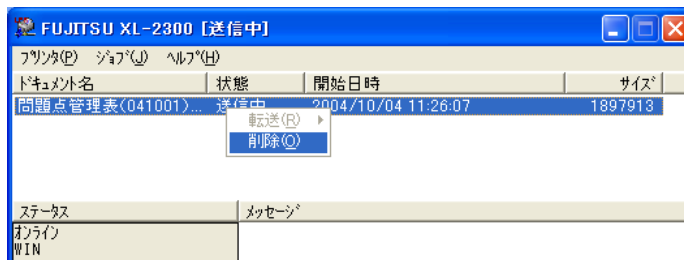 FUJITSU XL-2300 [送信中]
プリンタ(P) ジョブ(J) ヘルプ(H)
ドキュメント名 状態 開始日時 サイズ
問題点管理表(041001)... 送信中 2004/10/04 11:26:07 1897913
転送(R)
削除(O)
ステータス メッセージ
オンライン
WIN